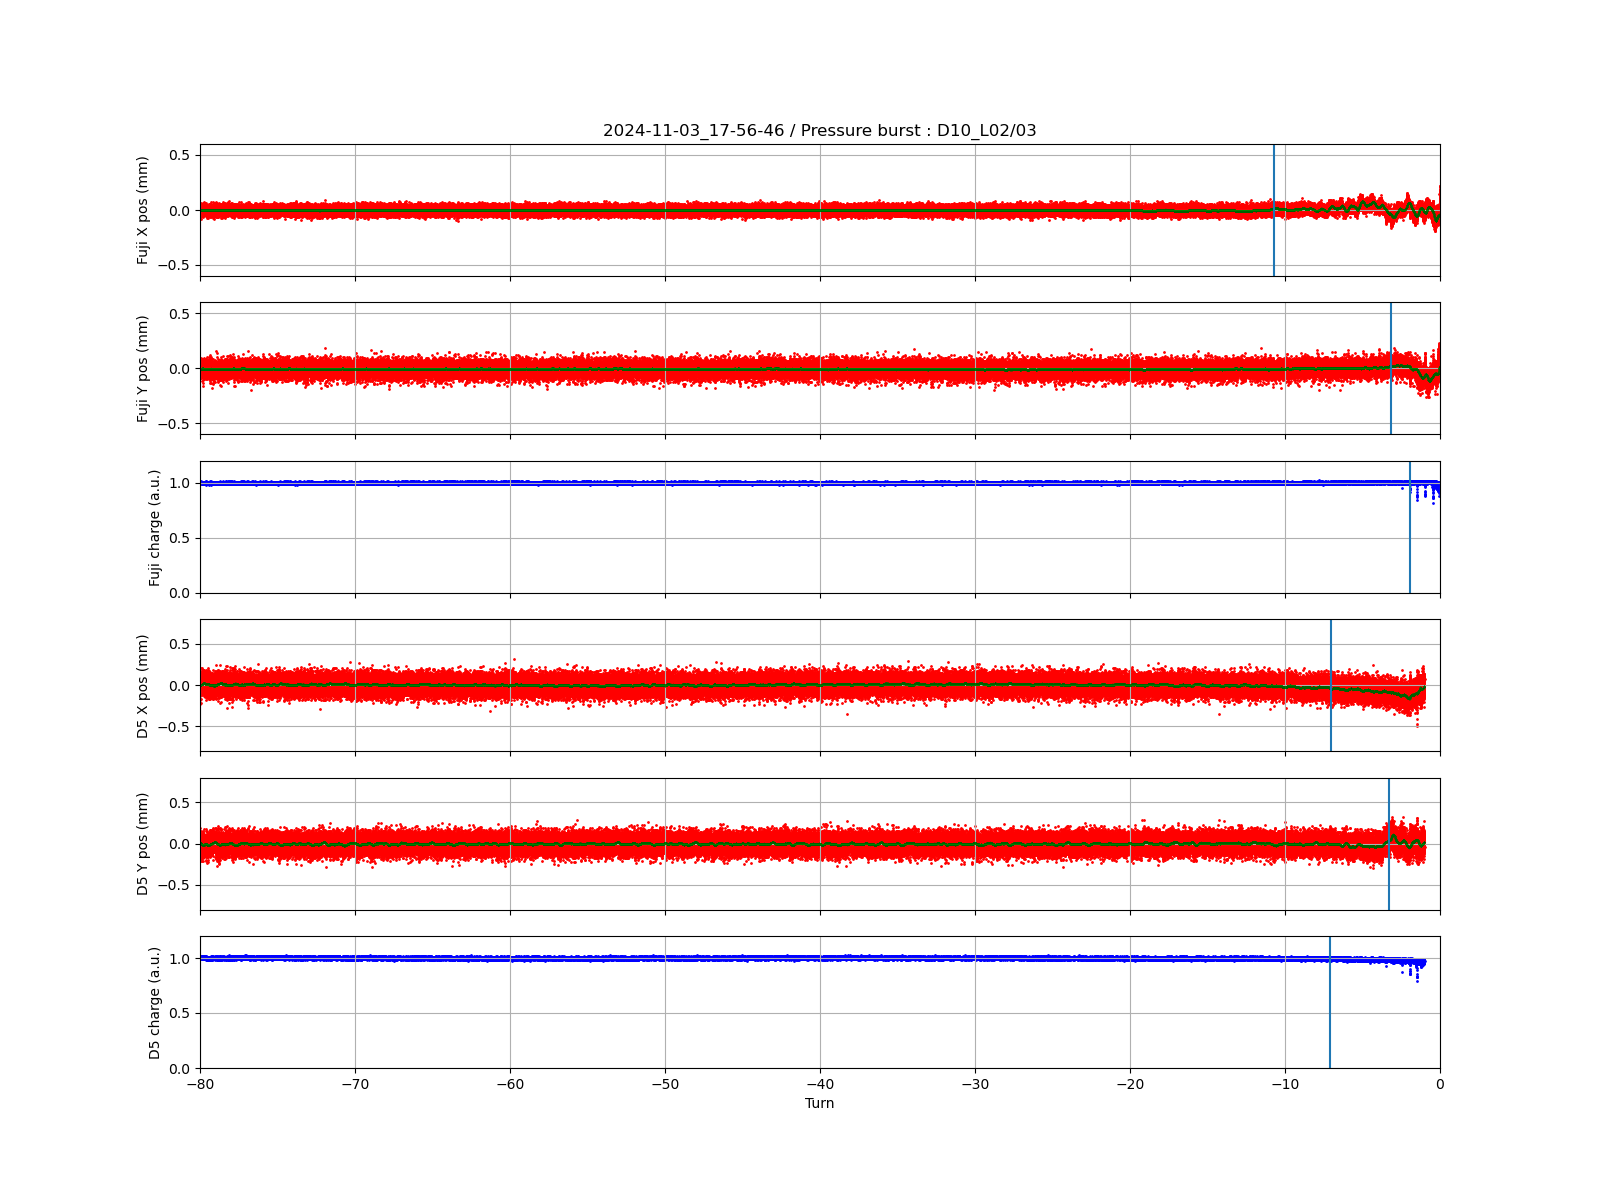 2024-11-03_17-56-46 / Pressure burst : D10_L02/03
0.5
0.0
−0.5
Fuji X pos (mm)
0.5
0.0
−0.5
Fuji Y pos (mm)
1.0
0.5
0.0
Fuji charge (a.u.)
0.5
0.0
−0.5
D5 X pos (mm)
0.5
0.0
−0.5
D5 Y pos (mm)
1.0
0.5
0.0
D5 charge (a.u.)
−80 −70 −60 −50 −40 −30 −20 −10 0
Turn